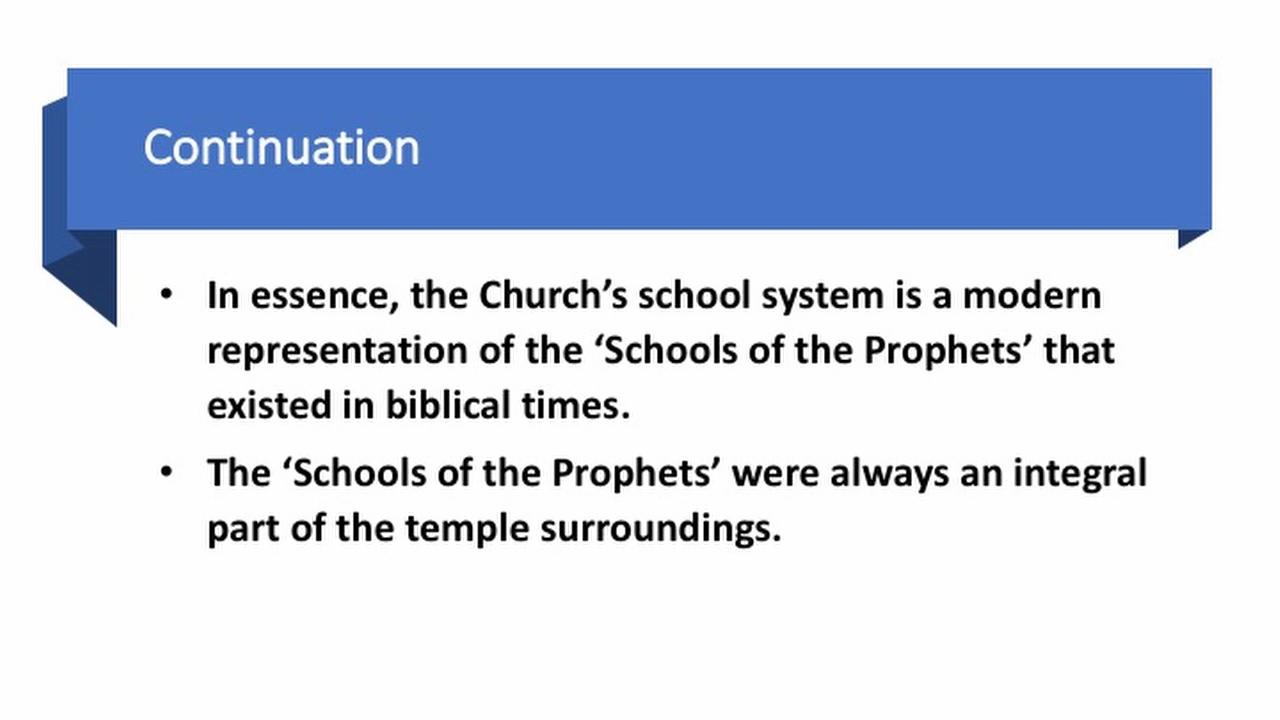 Continuation
• In essence, the Church’s school system is a modern
representation of the ‘Schools of the Prophets’ that
existed in biblical times.
• The ‘Schools of the Prophets’ were always an integral
part of the temple surroundings.